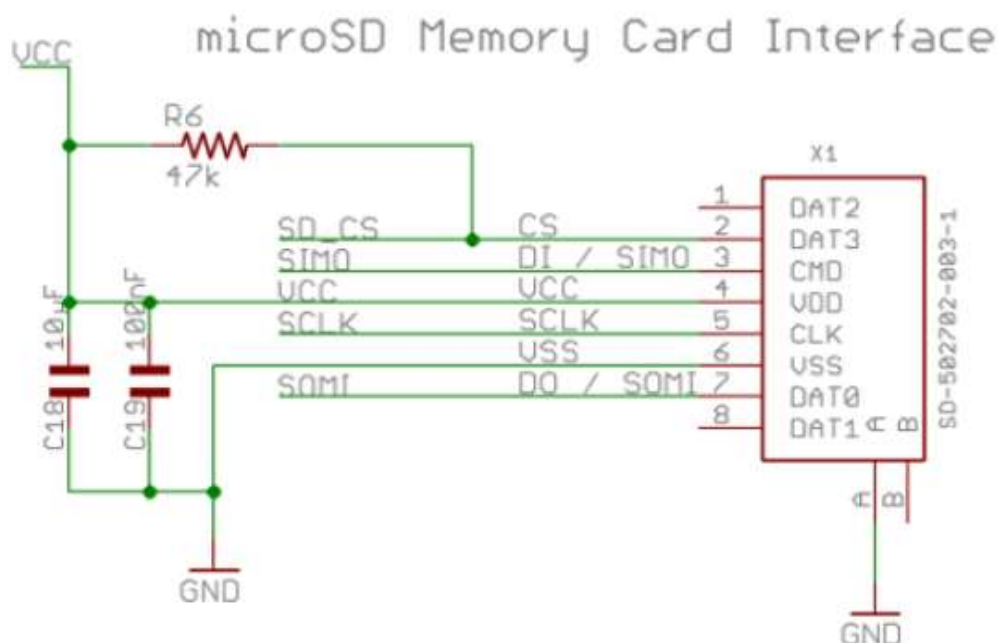 microSD Memory Card Interface
VCC
R6
47k
X1
1 DAT2
SD_CS CS 2 DAT3
SIMO DI / SIMO 3 CMD
VCC VCC 4 VDD
SCLK SCLK 5 CLK
VSS 6 VSS
SOMI DO / SOMI 7 DAT0
8 DAT1 A B
SD-502702-003-1
10µF
100nF
C18
C19
A B
GND
GND